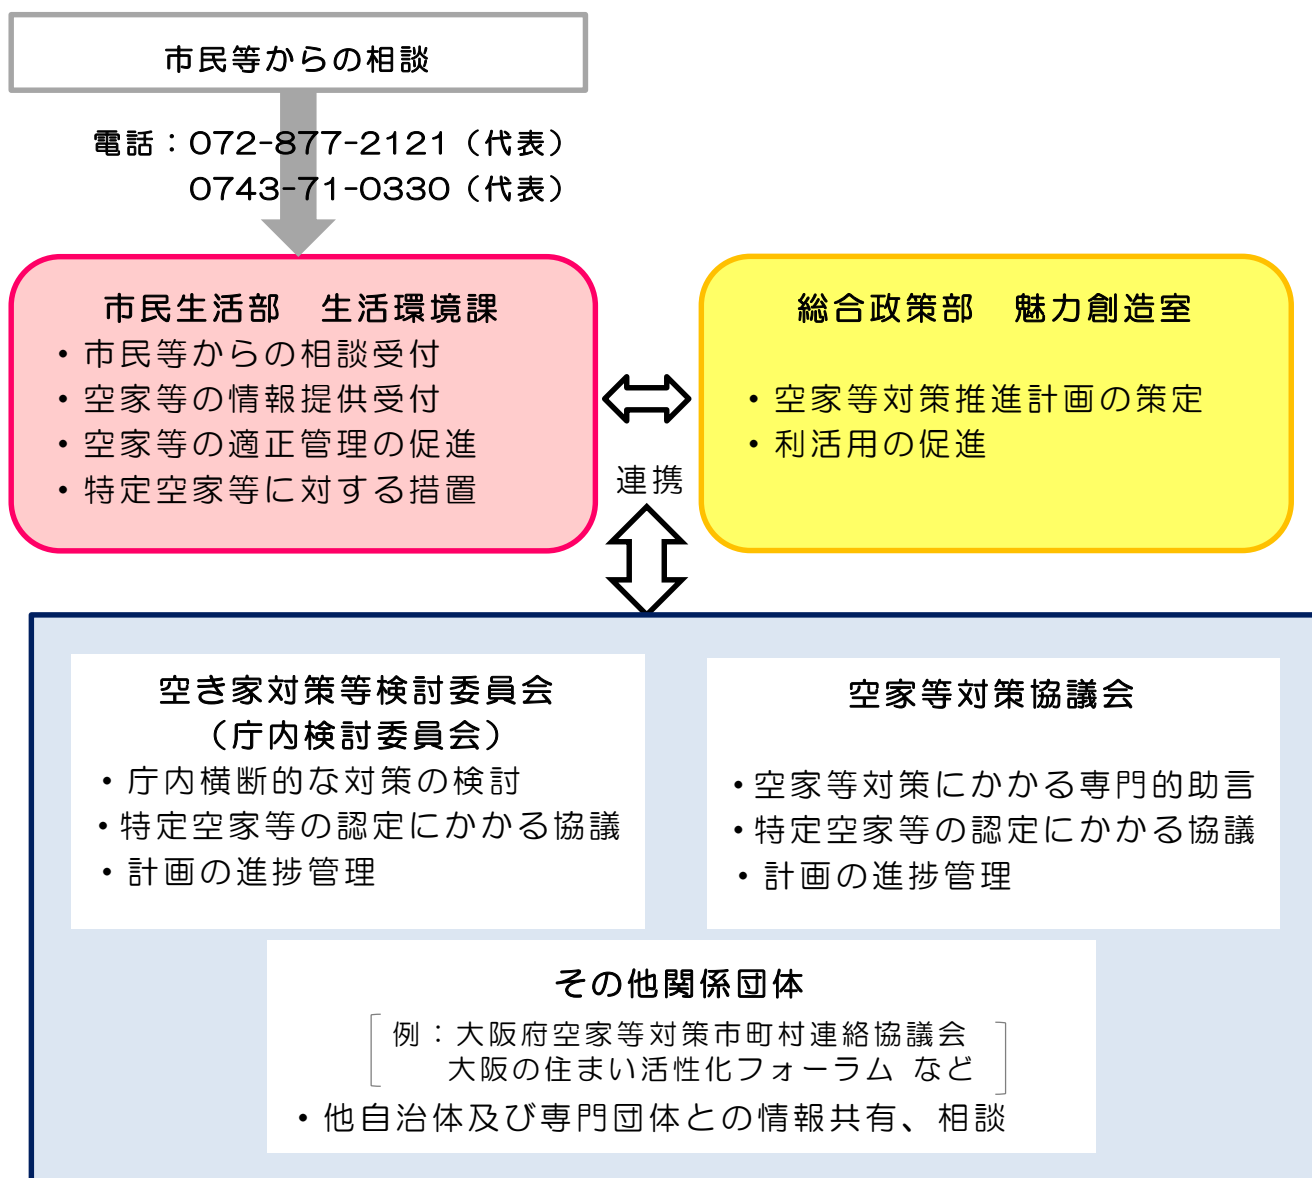 市民等からの相談
電話：072-877-2121（代表）
0743-71-0330（代表）
市民生活部　生活環境課
・市民等からの相談受付
・空家等の情報提供受付
・空家等の適正管理の促進
・特定空家等に対する措置
連携
総合政策部　魅力創造室
・空家等対策推進計画の策定
・利活用の促進
空き家対策等検討委員会
（庁内検討委員会）
・庁内横断的な対策の検討
・特定空家等の認定にかかる協議
・計画の進捗管理
空家等対策協議会
・空家等対策にかかる専門的助言
・特定空家等の認定にかかる協議
・計画の進捗管理
その他関係団体
例：大阪府空家等対策市町村連絡協議会
大阪の住まい活性化フォーラム など
・他自治体及び専門団体との情報共有、相談